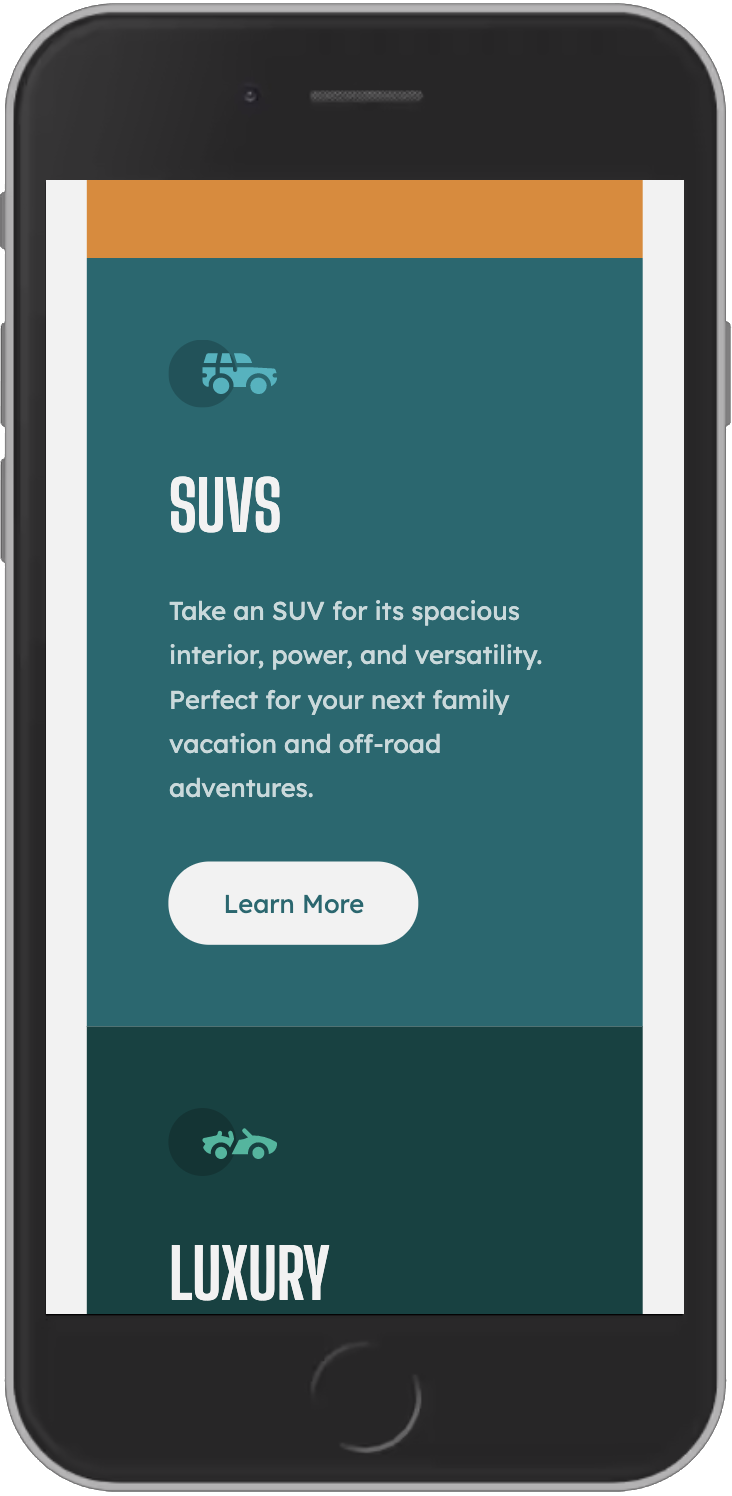 SUVS
Take an SUV for its spacious
interior, power, and versatility.
Perfect for your next family
vacation and off-road
adventures.
Learn More
LUXURY